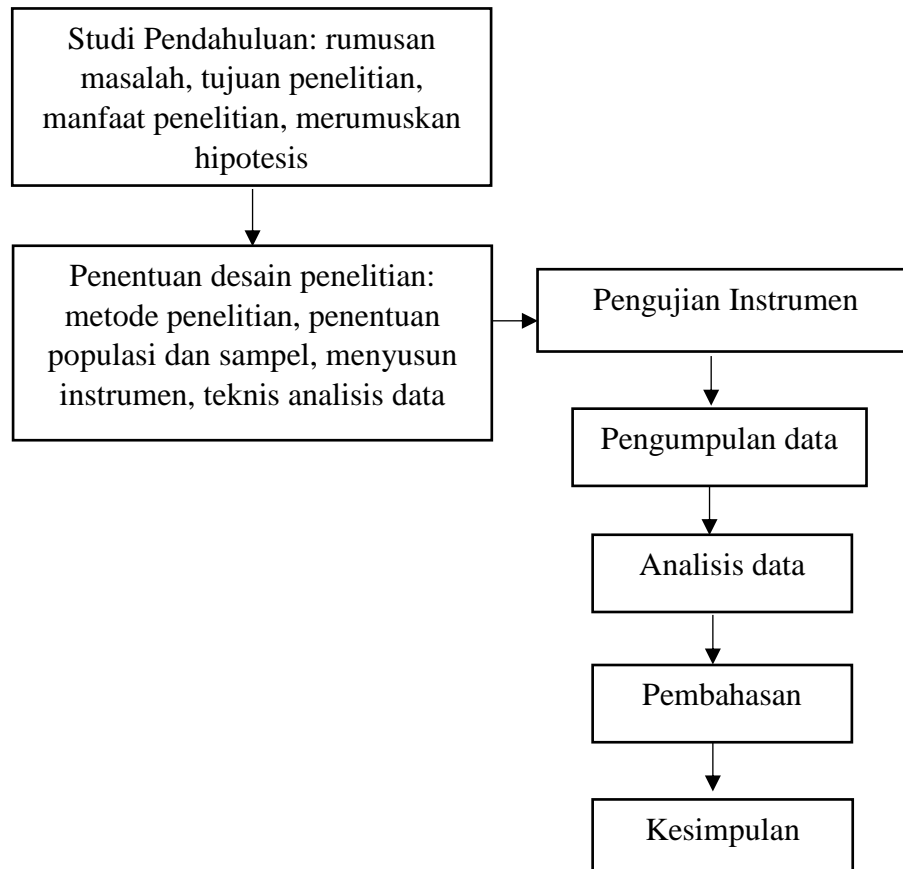 Studi Pendahuluan: rumusan
masalah, tujuan penelitian,
manfaat penelitian, merumuskan
hipotesis
Penentuan desain penelitian:
metode penelitian, penentuan
populasi dan sampel, menyusun
instrumen, teknis analisis data
Pengujian Instrumen
Pengumpulan data
Analisis data
Pembahasan
Kesimpulan